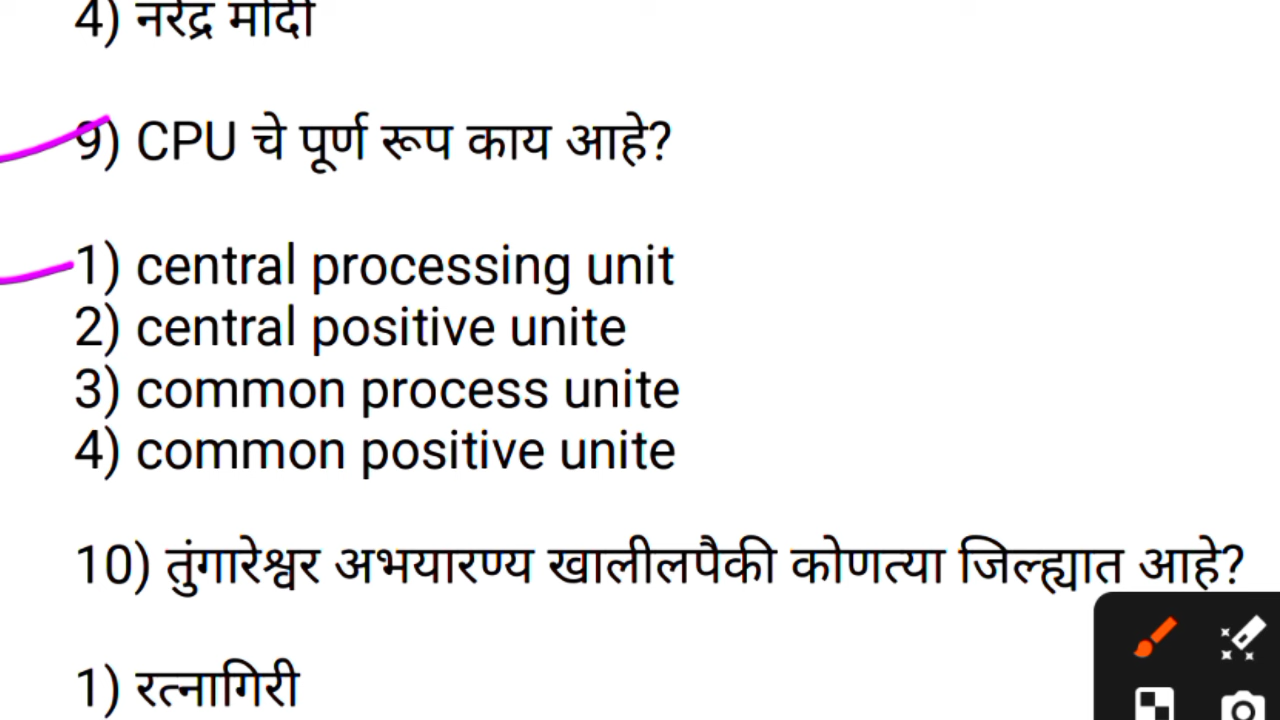 4) नरेंद्र मोदी
9) CPU चे पूर्ण रूप काय आहे?
1) central processing unit
2) central positive unite
3) common process unite
4) common positive unite
10) तुंगारेश्वर अभयारण्य खालीलपैकी कोणत्या जिल्ह्यात आहे?
1) रत्नागिरी